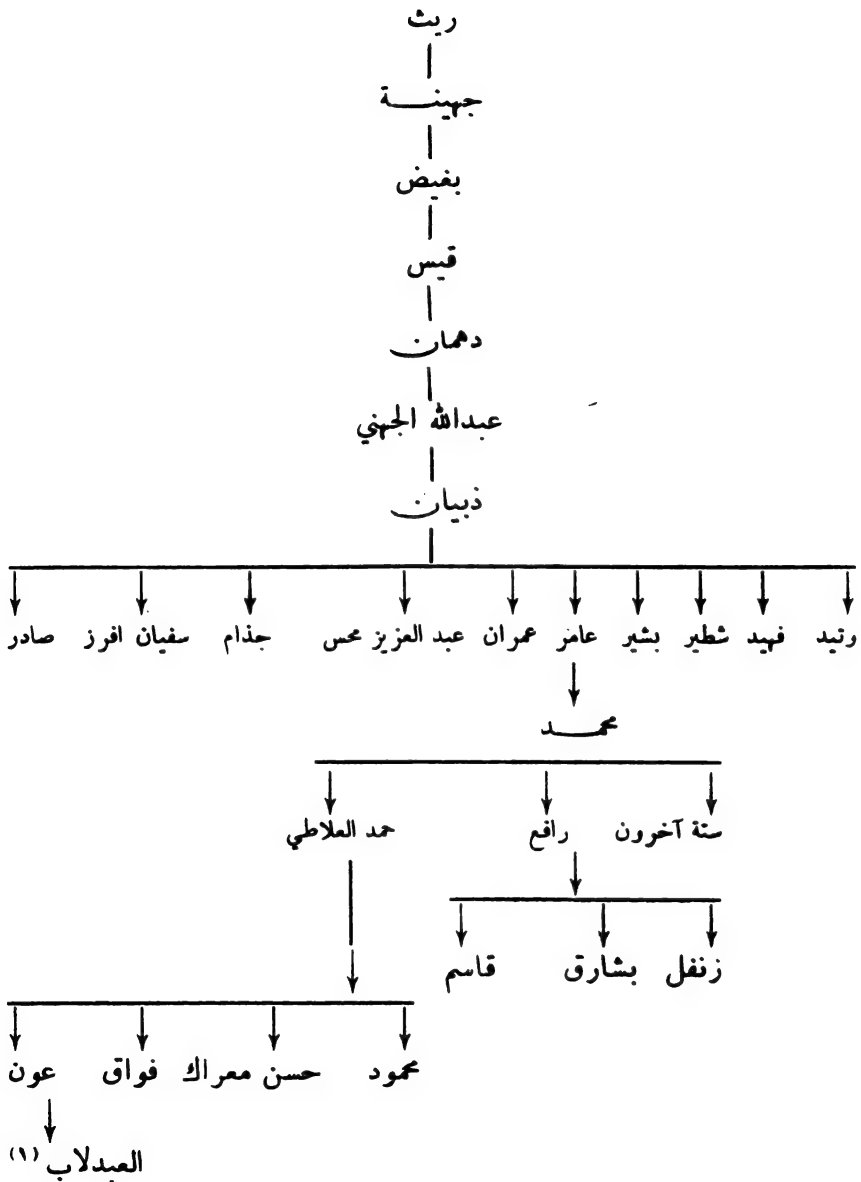 ريث
جهينة
بغيض
قيس
دهمان
عبدالله الجهني
ذبيان
رتيد فهيد شطير بشير عامر عمران عبد العزيز محس جذام سفيان افرز صادر
محمد
ستة آخرون رافع حمد العلاطي
زنفل بشارق قاسم
محمود حسن معراك فواق عون
العبدلاب (١)